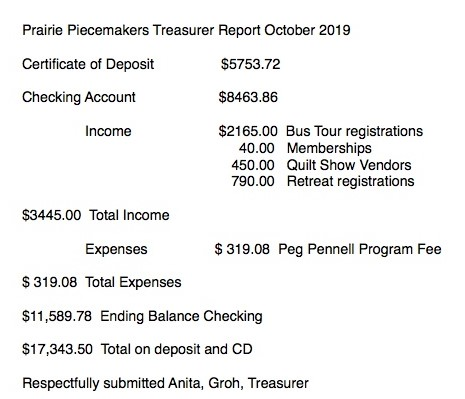 Prairie Piecemakers Treasurer Report October 2019
Certificate of Deposit $5753.72
Checking Account $8463.86
Income $2165.00 Bus Tour registrations
40.00 Memberships
450.00 Quilt Show Vendors
790.00 Retreat registrations
$3445.00 Total Income
Expenses $ 319.08 Peg Pennell Program Fee
$ 319.08 Total Expenses
$11,589.78 Ending Balance Checking
$17,343.50 Total on deposit and CD
Respectfully submitted Anita, Groh, Treasurer